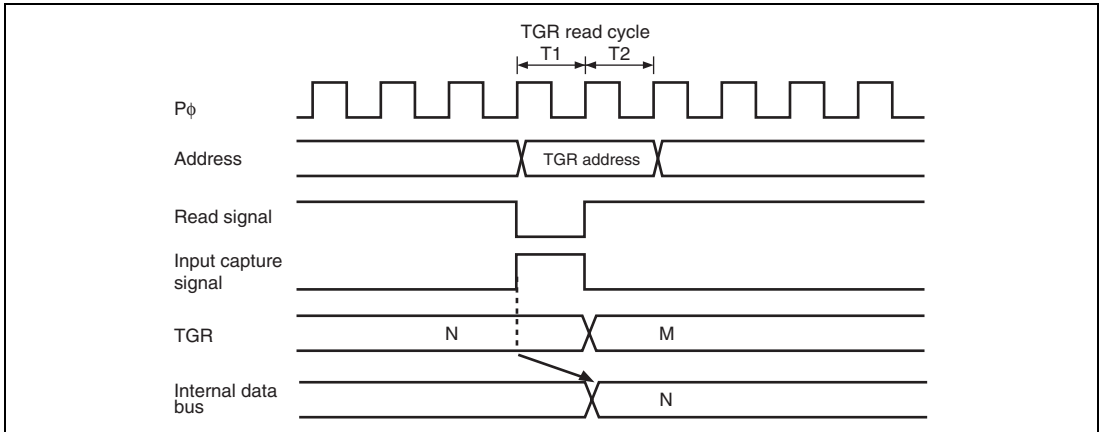 TGR read cycle
T1 T2
Pϕ
Address
TGR address
Read signal
Input capture
signal
TGR
N M
Internal data
bus
N